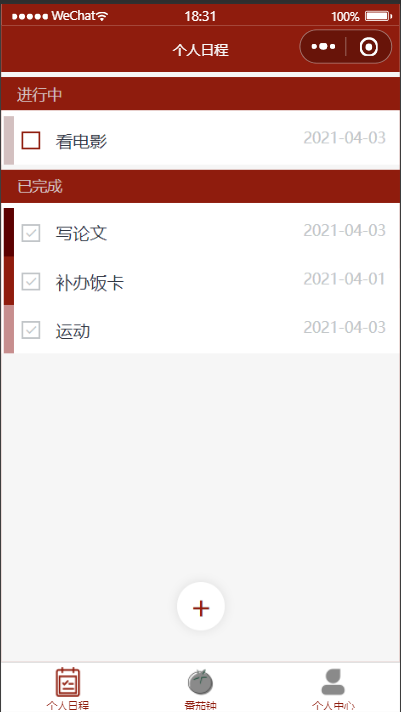 WeChat 18:31 100%
个人日程
进行中
看电影 2021-04-03
已完成
写论文 2021-04-03
补办饭卡 2021-04-01
运动 2021-04-03
+
个人日程 番茄钟 个人中心